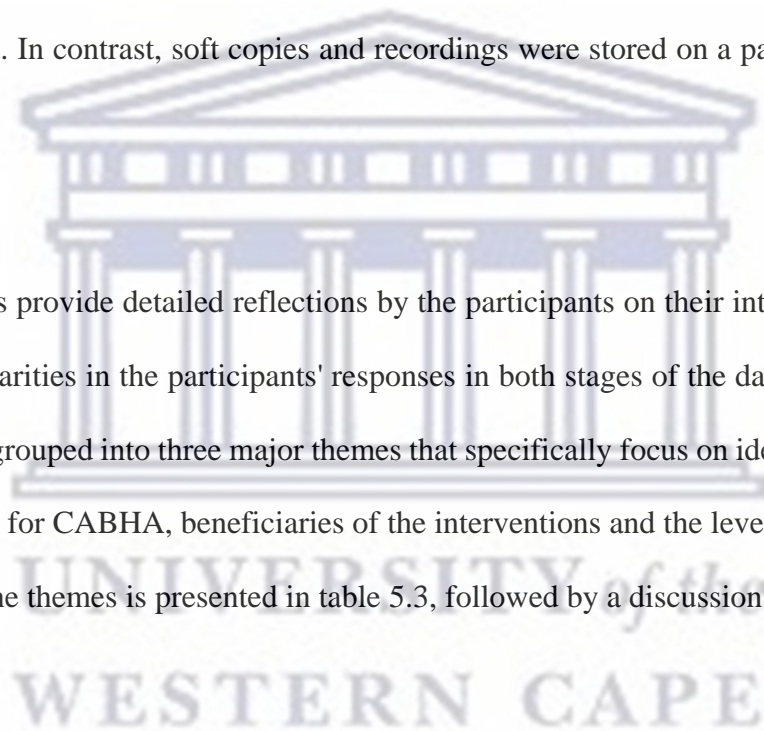 . In contrast, soft copies and recordings were stored on a pa
s provide detailed reflections by the participants on their int
arities in the participants' responses in both stages of the da
grouped into three major themes that specifically focus on ide
for CABHA, beneficiaries of the interventions and the leve
ne themes is presented in table 5.3, followed by a discussion
UNIVERSITY of the
WESTERN CAPE